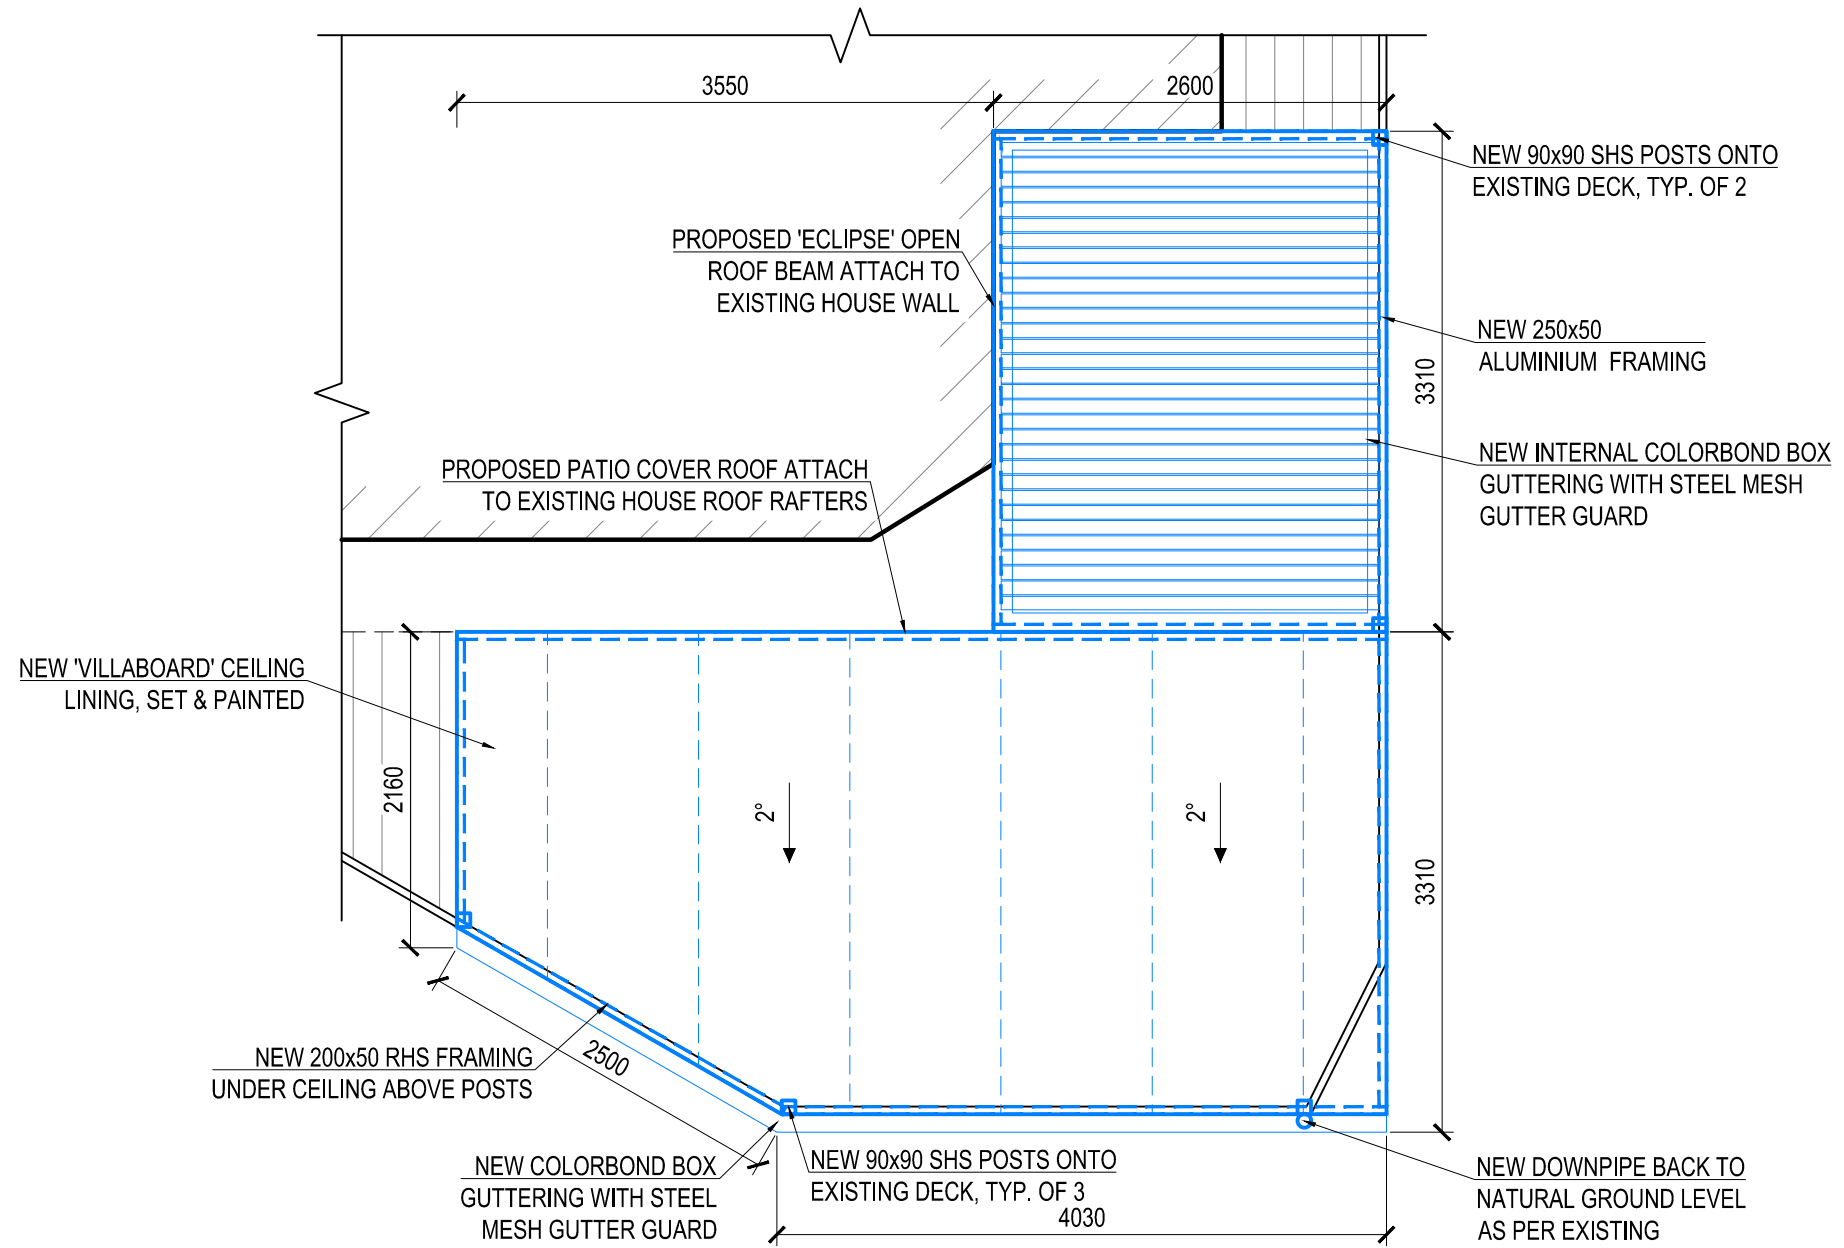 3550
2600
NEW 90x90 SHS POSTS ONTO
EXISTING DECK, TYP. OF 2
PROPOSED 'ECLIPSE' OPEN
ROOF BEAM ATTACH TO
EXISTING HOUSE WALL
NEW 250x50
ALUMINIUM FRAMING
3310
NEW INTERNAL COLORBOND BOX
GUTTERING WITH STEEL MESH
GUTTER GUARD
PROPOSED PATIO COVER ROOF ATTACH
TO EXISTING HOUSE ROOF RAFTERS
NEW 'VILLABOARD' CEILING
LINING, SET & PAINTED
2160
2°
2°
3310
NEW 200x50 RHS FRAMING
UNDER CEILING ABOVE POSTS
2500
NEW COLORBOND BOX
GUTTERING WITH STEEL
MESH GUTTER GUARD
NEW 90x90 SHS POSTS ONTO
EXISTING DECK, TYP. OF 3
4030
NEW DOWNPIPE BACK TO
NATURAL GROUND LEVEL
AS PER EXISTING